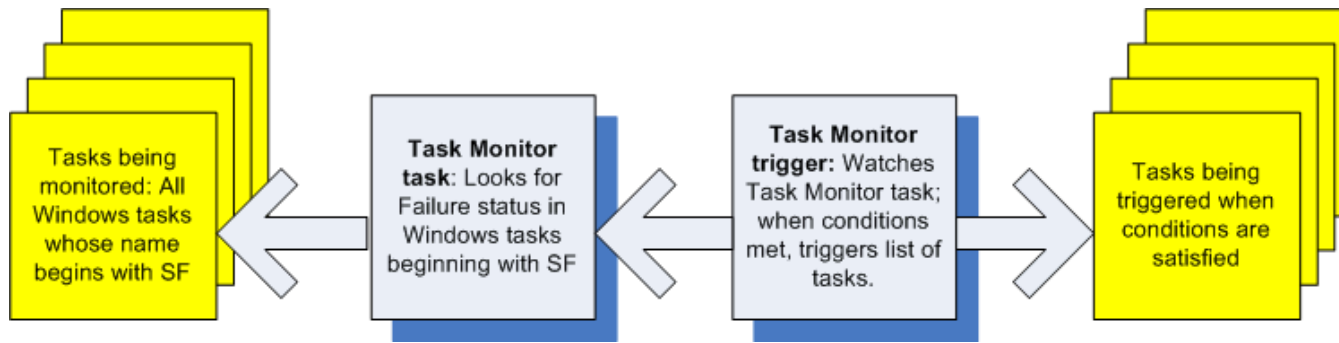 Tasks being
monitored: All
Windows tasks
whose name
begins with SF
Task Monitor
task: Looks for
Failure status in
Windows tasks
beginning with SF
Task Monitor
trigger: Watches
Task Monitor task;
when conditions
met, triggers list of
tasks.
Tasks being
triggered when
conditions are
satisfied